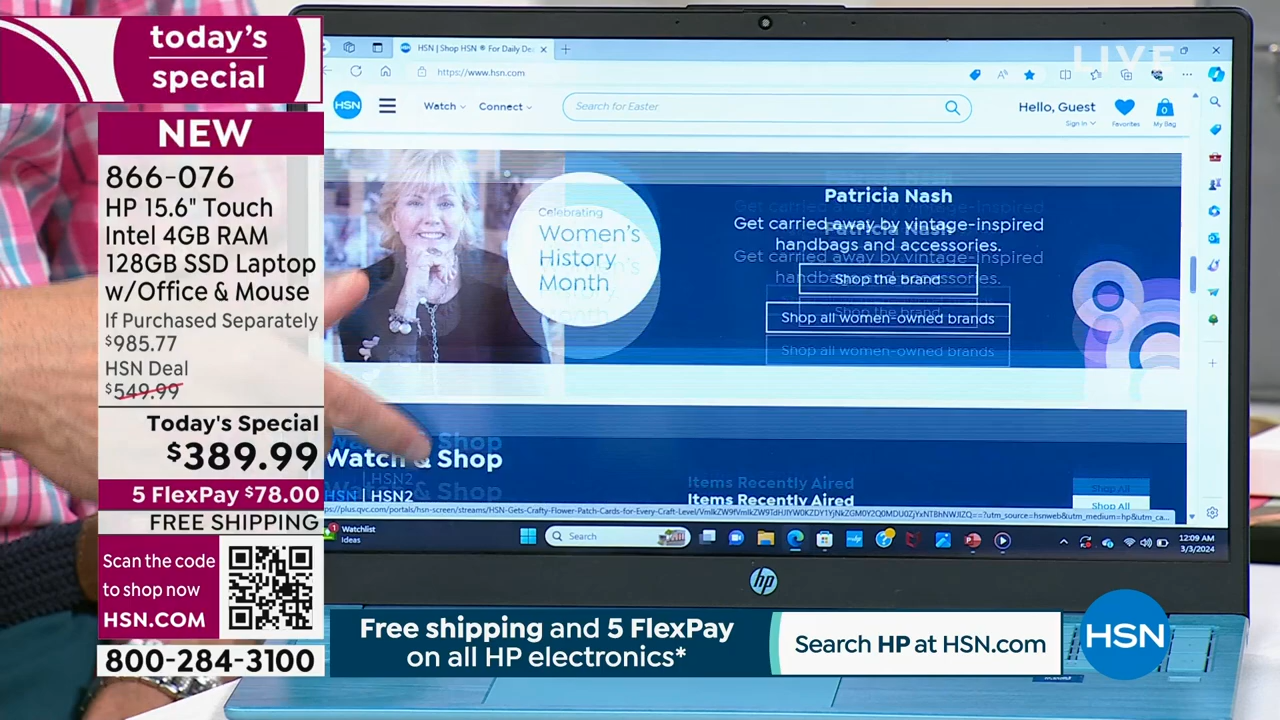 today's
special
NEW
866-076
HP 15.6" Touch
Intel 4GB RAM
128GB SSD Laptop
w/Office & Mouse
If Purchased Separately
$985.77
HSN Deal
$549.99
Today's Special
$389.99
5 FlexPay $78.00
FREE SHIPPING
Scan the code
to shop now
HSN.COM
800-284-3100
LIVE
HSN | Shop HSN ® For Daily De
https://www.hsn.com
HSN
Watch
Connect
Search for Easter
Hello, Guest
Sign In
Favorites
0
My Bag
Celebrating
Women's
History
Month
Patricia Nash
Get carried away by vintage-inspired
handbags and accessories.
Shop the brand
Shop all women-owned brands
Watch & Shop
HSN | HSN2
Items Recently Aired
Shop All
Watchlist
Ideas
Search
12:09 AM
3/3/2024
hp
Free shipping and 5 FlexPay
on all HP electronics*
Search HP at HSN.com
HSN